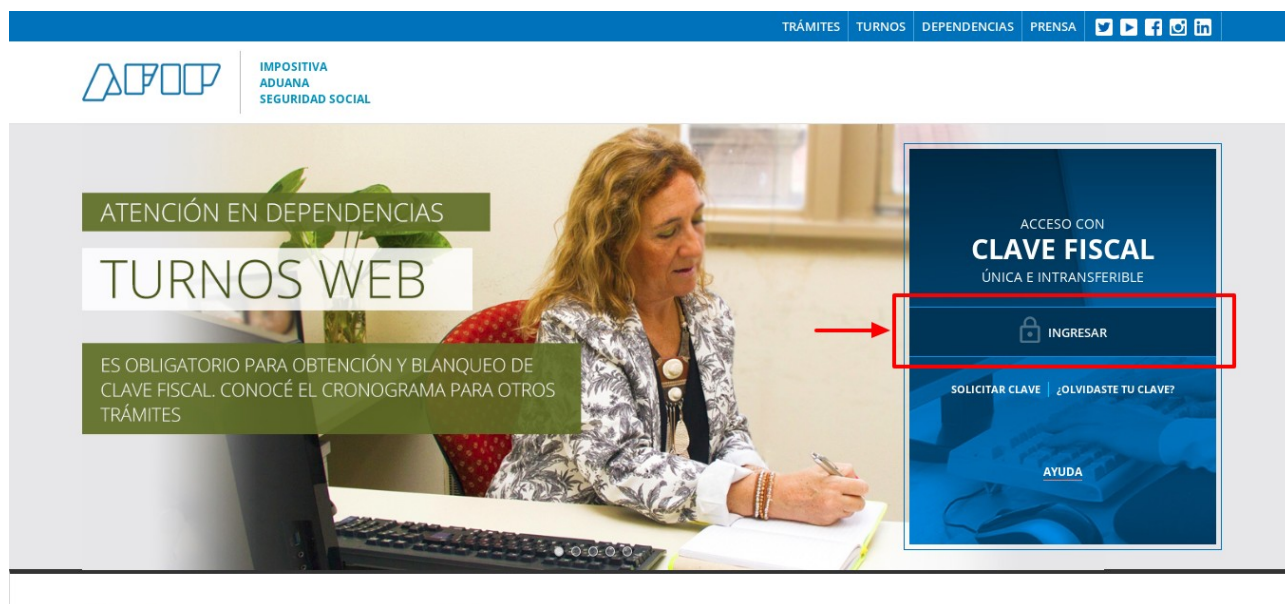 TRÁMITES
TURNOS
DEPENDENCIAS
PRENSA
AFIP
IMPOSITIVA
ADUANA
SEGURIDAD SOCIAL
ATENCIÓN EN DEPENDENCIAS
TURNOS WEB
ES OBLIGATORIO PARA OBTENCIÓN Y BLANQUEO DE
CLAVE FISCAL. CONOCÉ EL CRONOGRAMA PARA OTROS
TRÁMITES
ACCESO CON
CLAVE FISCAL
ÚNICA E INTRANSFERIBLE
INGRESAR
SOLICITAR CLAVE | ¿OLVIDASTE TU CLAVE?
AYUDA